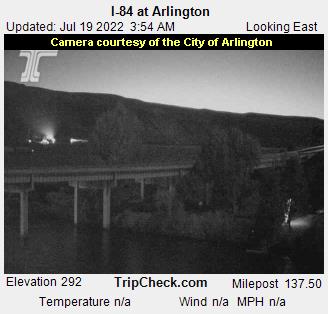 I-84 at Arlington
Updated: Jul 19 2022 3:54 AM Looking East
Camera courtesy of the City of Arlington
Elevation 292 TripCheck.com Milepost 137.50
Temperature n/a Wind n/a MPH n/a